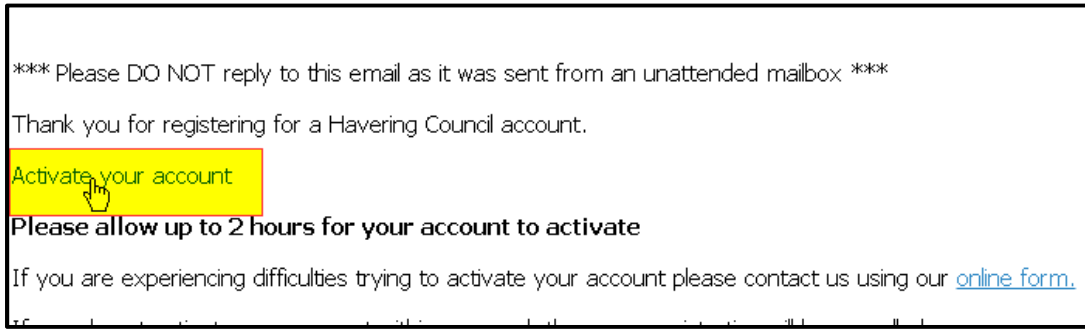 *** Please DO NOT reply to this email as it was sent from an unattended mailbox ***
Thank you for registering for a Havering Council account.
Activate your account
Please allow up to 2 hours for your account to activate
If you are experiencing difficulties trying to activate your account please contact us using our online form.